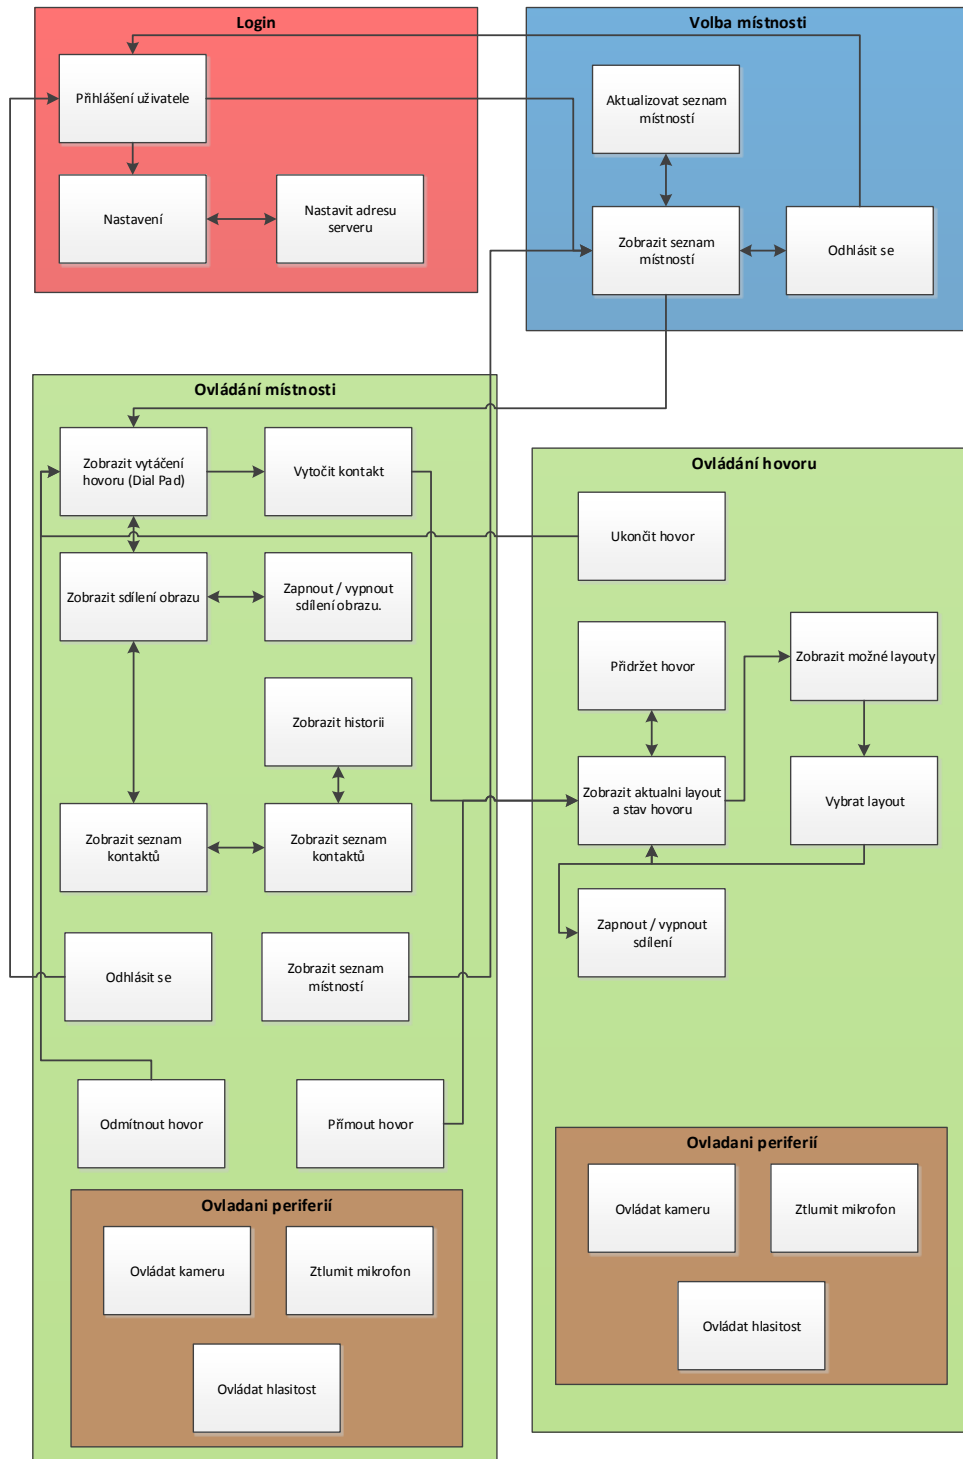 Login
Přihlášení uživatele
Nastavení
Nastavit adresu
serveru
Volba místnosti
Aktualizovat seznam
místností
Zobrazit seznam
místností
Odhlásit se
Ovládání místnosti
Zobrazit vytáčení
hovoru (Dial Pad)
Vytočit kontakt
Zobrazit sdílení obrazu
Zapnout / vypnout
sdílení obrazu.
Zobrazit historii
Zobrazit seznam
kontaktů
Zobrazit seznam
kontaktů
Odhlásit se
Zobrazit seznam
místností
Odmítnout hovor
Přímout hovor
Ovladani periferií
Ovládat kameru
Ztlumit mikrofon
Ovládat hlasitost
Ovládání hovoru
Ukončit hovor
Přidržet hovor
Zobrazit možné layouty
Zobrazit aktualni layout
a stav hovoru
Vybrat layout
Zapnout / vypnout
sdílení
Ovladani periferií
Ovládat kameru
Ztlumit mikrofon
Ovládat hlasitost